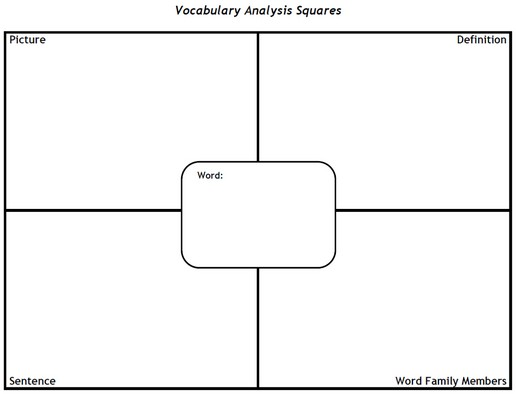 Vocabulary Analysis Squares
Picture
Definition
Word:
Sentence
Word Family Members